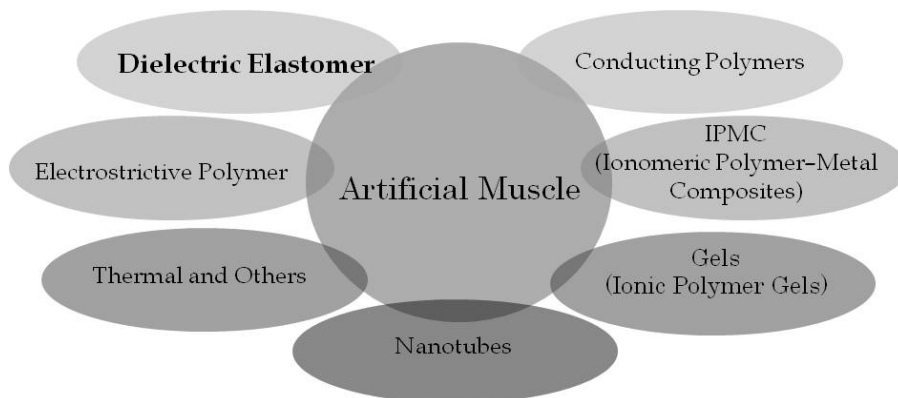 Dielectric Elastomer
Conducting Polymers
Electrostrictive Polymer
Artificial Muscle
IPMC
(Ionomeric Polymer–Metal
Composites)
Thermal and Others
Gels
(Ionic Polymer Gels)
Nanotubes